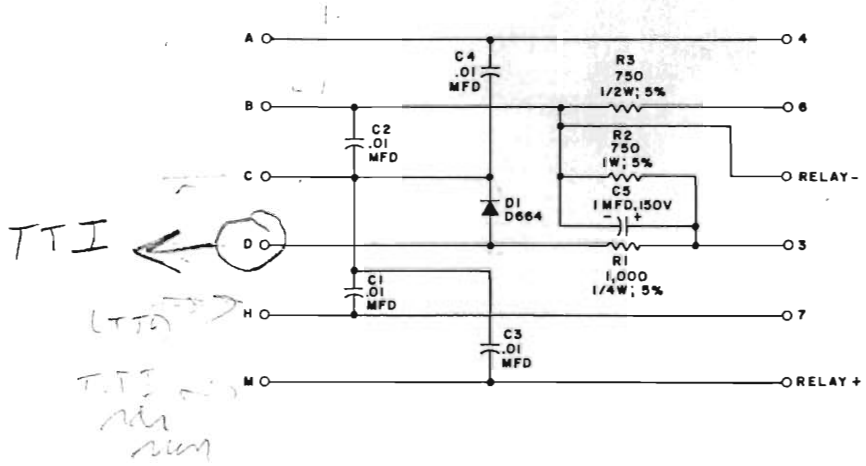 A
4
C4
.01
MFD
R3
750
1/2W; 5%
B
6
C2
.01
MFD
R2
750
1W; 5%
C
RELAY-
C5
1 MFD, 150V
- +
D1
D664
TTI
D
3
R1
1,000
1/4W; 5%
C1
.01
MFD
H
7
C3
.01
MFD
TTI
M
RELAY +